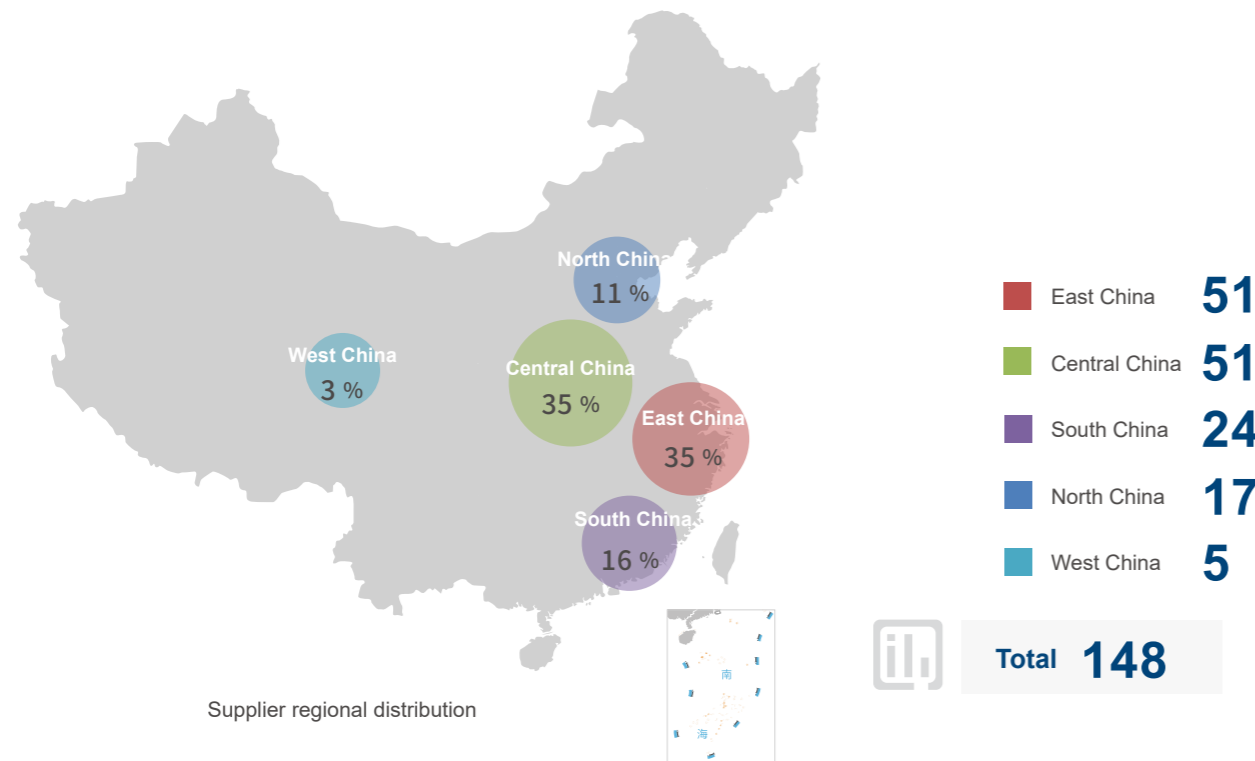 North China
11 %
West China
3 %
Central China
35 %
East China
35 %
South China
16 %
East China 51
Central China 51
South China 24
North China 17
West China 5
Total 148
南
海
Supplier regional distribution